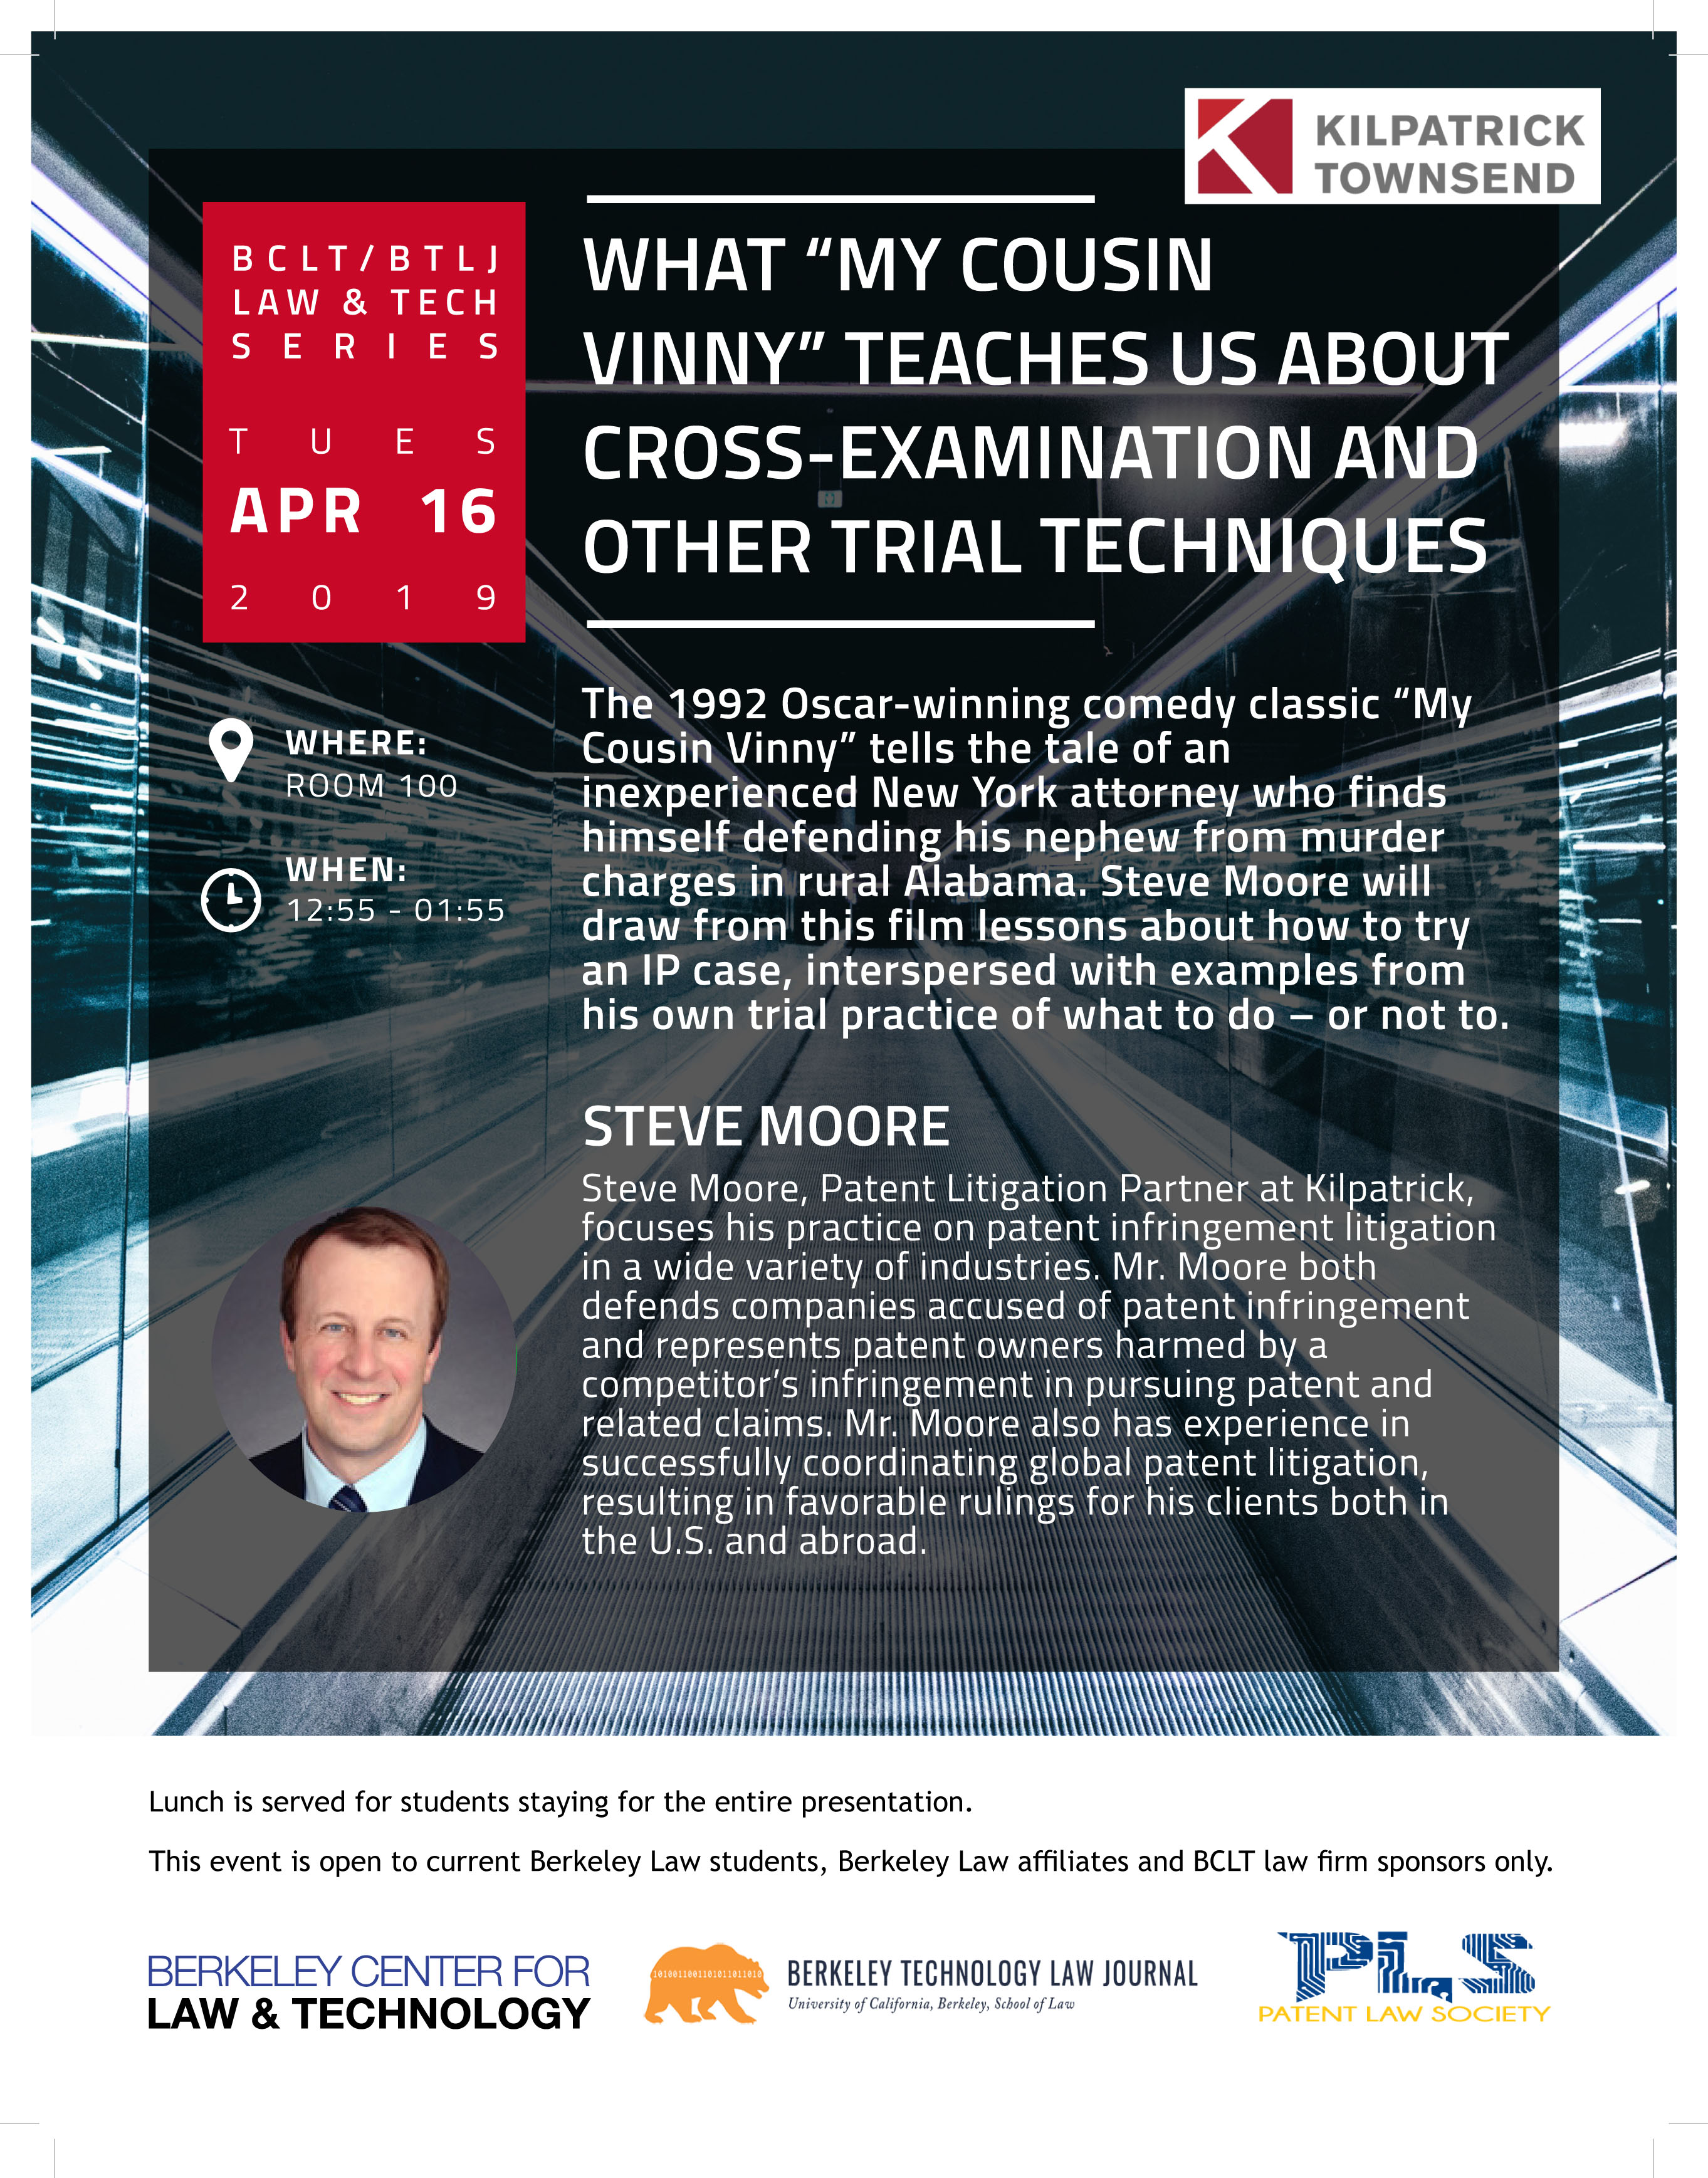 KILPATRICK
TOWNSEND
BCLT/BTLJ
LAW & TECH
SERIES
TUES
APR 16
2019
WHAT “MY COUSIN
VINNY” TEACHES US ABOUT
CROSS-EXAMINATION AND
OTHER TRIAL TECHNIQUES
WHERE:
ROOM 100
WHEN:
12:55 - 01:55
The 1992 Oscar-winning comedy classic “My
Cousin Vinny” tells the tale of an
inexperienced New York attorney who finds
himself defending his nephew from murder
charges in rural Alabama. Steve Moore will
draw from this film lessons about how to try
an IP case, interspersed with examples from
his own trial practice of what to do – or not to.
STEVE MOORE
Steve Moore, Patent Litigation Partner at Kilpatrick,
focuses his practice on patent infringement litigation
in a wide variety of industries. Mr. Moore both
defends companies accused of patent infringement
and represents patent owners harmed by a
competitor’s infringement in pursuing patent and
related claims. Mr. Moore also has experience in
successfully coordinating global patent litigation,
resulting in favorable rulings for his clients both in
the U.S. and abroad.
Lunch is served for students staying for the entire presentation.
This event is open to current Berkeley Law students, Berkeley Law affiliates and BCLT law firm sponsors only.
BERKELEY CENTER FOR
LAW & TECHNOLOGY
1010011001101011011010
BERKELEY TECHNOLOGY LAW JOURNAL
University of California, Berkeley, School of Law
PLS
PATENT LAW SOCIETY